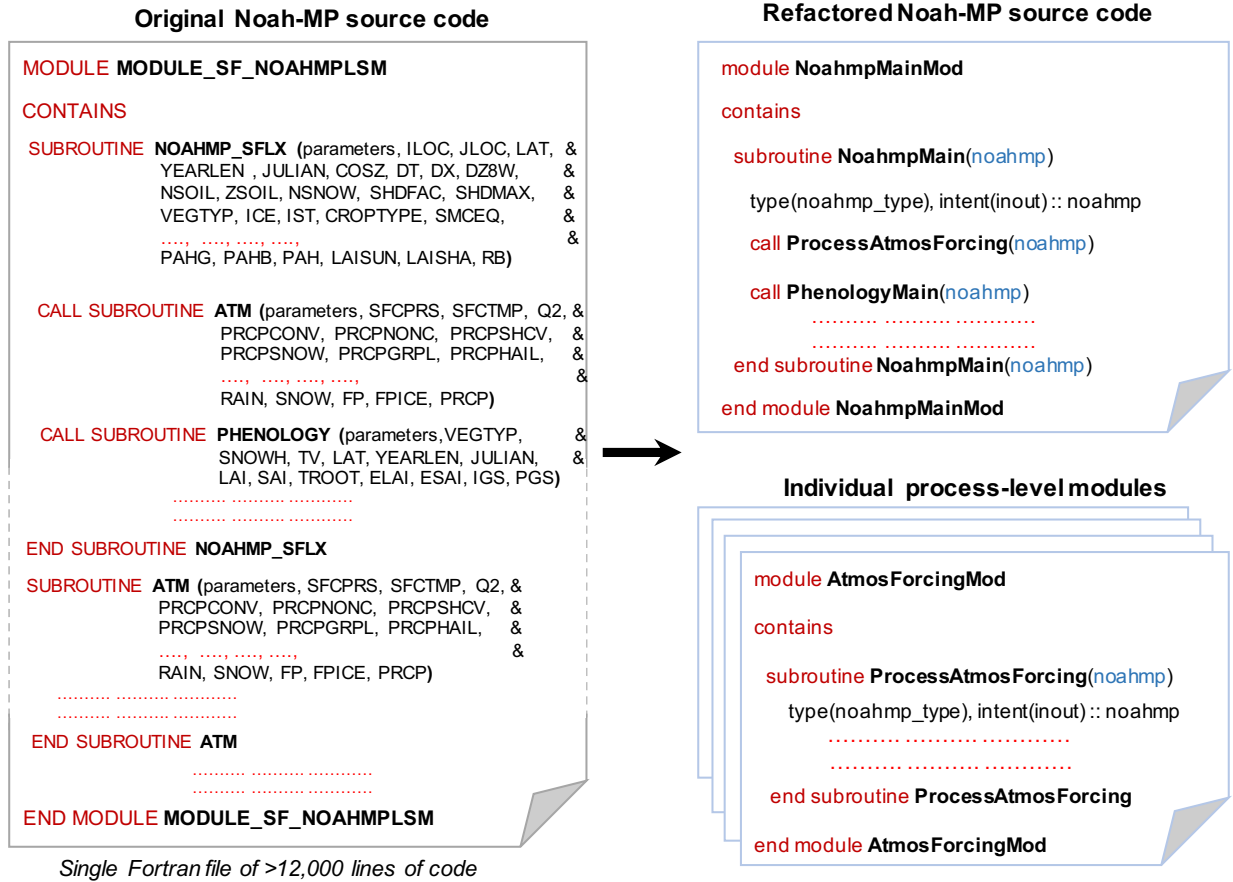 Original Noah-MP source code
MODULE MODULE_SF_NOAHMPLSM
CONTAINS
SUBROUTINE NOAHMP_SFLX (parameters, ILOC, JLOC, LAT, &
YEARLEN , JULIAN, COSZ, DT, DX, DZ8W, &
NSOIL, ZSOIL, NSNOW, SHDFAC, SHDMAX, &
VEGTYP, ICE, IST, CROPTYPE, SMCEQ, &
...., ...., ...., ...., &
PAHG, PAHB, PAH, LAISUN, LAISHA, RB)
CALL SUBROUTINE ATM (parameters, SFCPRS, SFCTMP, Q2, &
PRCPCONV, PRCPNONC, PRCPSHCV, &
PRCPSNOW, PRCPGRPL, PRCPHAIL, &
...., ...., ...., ...., &
RAIN, SNOW, FP, FPICE, PRCP)
CALL SUBROUTINE PHENOLOGY (parameters,VEGTYP, &
SNOWH, TV, LAT, YEARLEN, JULIAN, &
LAI, SAI, TROOT, ELAI, ESAI, IGS, PGS)
.......... .......... ............
.......... .......... ............
END SUBROUTINE NOAHMP_SFLX
SUBROUTINE ATM (parameters, SFCPRS, SFCTMP, Q2, &
PRCPCONV, PRCPNONC, PRCPSHCV, &
PRCPSNOW, PRCPGRPL, PRCPHAIL, &
...., ...., ...., ...., &
RAIN, SNOW, FP, FPICE, PRCP)
.......... .......... ............
.......... .......... ............
END SUBROUTINE ATM
.......... .......... ............
.......... .......... ............
END MODULE MODULE_SF_NOAHMPLSM
Single Fortran file of >12,000 lines of code
Refactored Noah-MP source code
module NoahmpMainMod
contains
subroutine NoahmpMain(noahmp)
type(noahmp_type), intent(inout) :: noahmp
call ProcessAtmosForcing(noahmp)
call PhenologyMain(noahmp)
.......... .......... ............
.......... .......... ............
end subroutine NoahmpMain(noahmp)
end module NoahmpMainMod
Individual process-level modules
module AtmosForcingMod
contains
subroutine ProcessAtmosForcing(noahmp)
type(noahmp_type), intent(inout) :: noahmp
.......... .......... ............
.......... .......... ............
end subroutine ProcessAtmosForcing
end module AtmosForcingMod